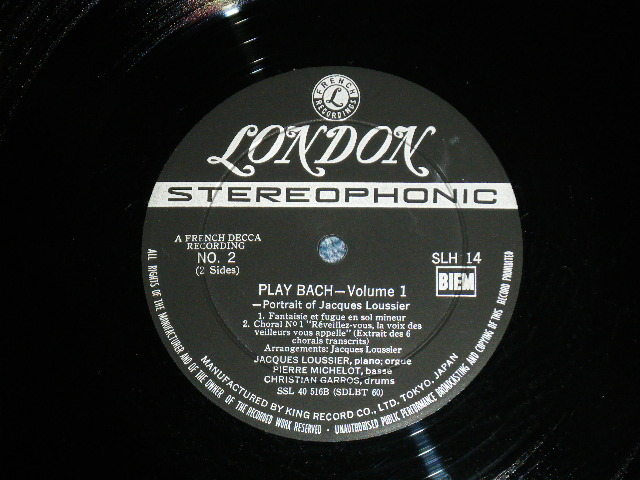 FRENCH
L
RECORDINGS
LONDON
STEREOPHONIC
A FRENCH DECCA
RECORDING
NO. 2
(2 Sides)
SLH 14
BIEM
PLAY BACH—Volume 1
—Portrait of Jacques Loussier
1. Fantaisie et fugue en sol mineur
2. Choral No1 "Réveillez-vous, la voix des
veilleurs vous appelle" (Extrait des 6
chorals transcrits)
Arrangements: Jacques Loussier
JACQUES LOUSSIER, piano; orgue
PIERRE MICHELOT, basse
CHRISTIAN GARROS, drums
SSL 40 516B (SDLBT 60)
MANUFACTURED BY KING RECORD CO., LTD. TOKYO. JAPAN
ALL RIGHTS OF THE MANUFACTURER AND OF THE OWNER OF THE RECORDED WORK RESERVED - UNAUTHORISED PUBLIC PERFORMANCE BROADCASTING AND COPYING OF THIS RECORD PROHIBITED